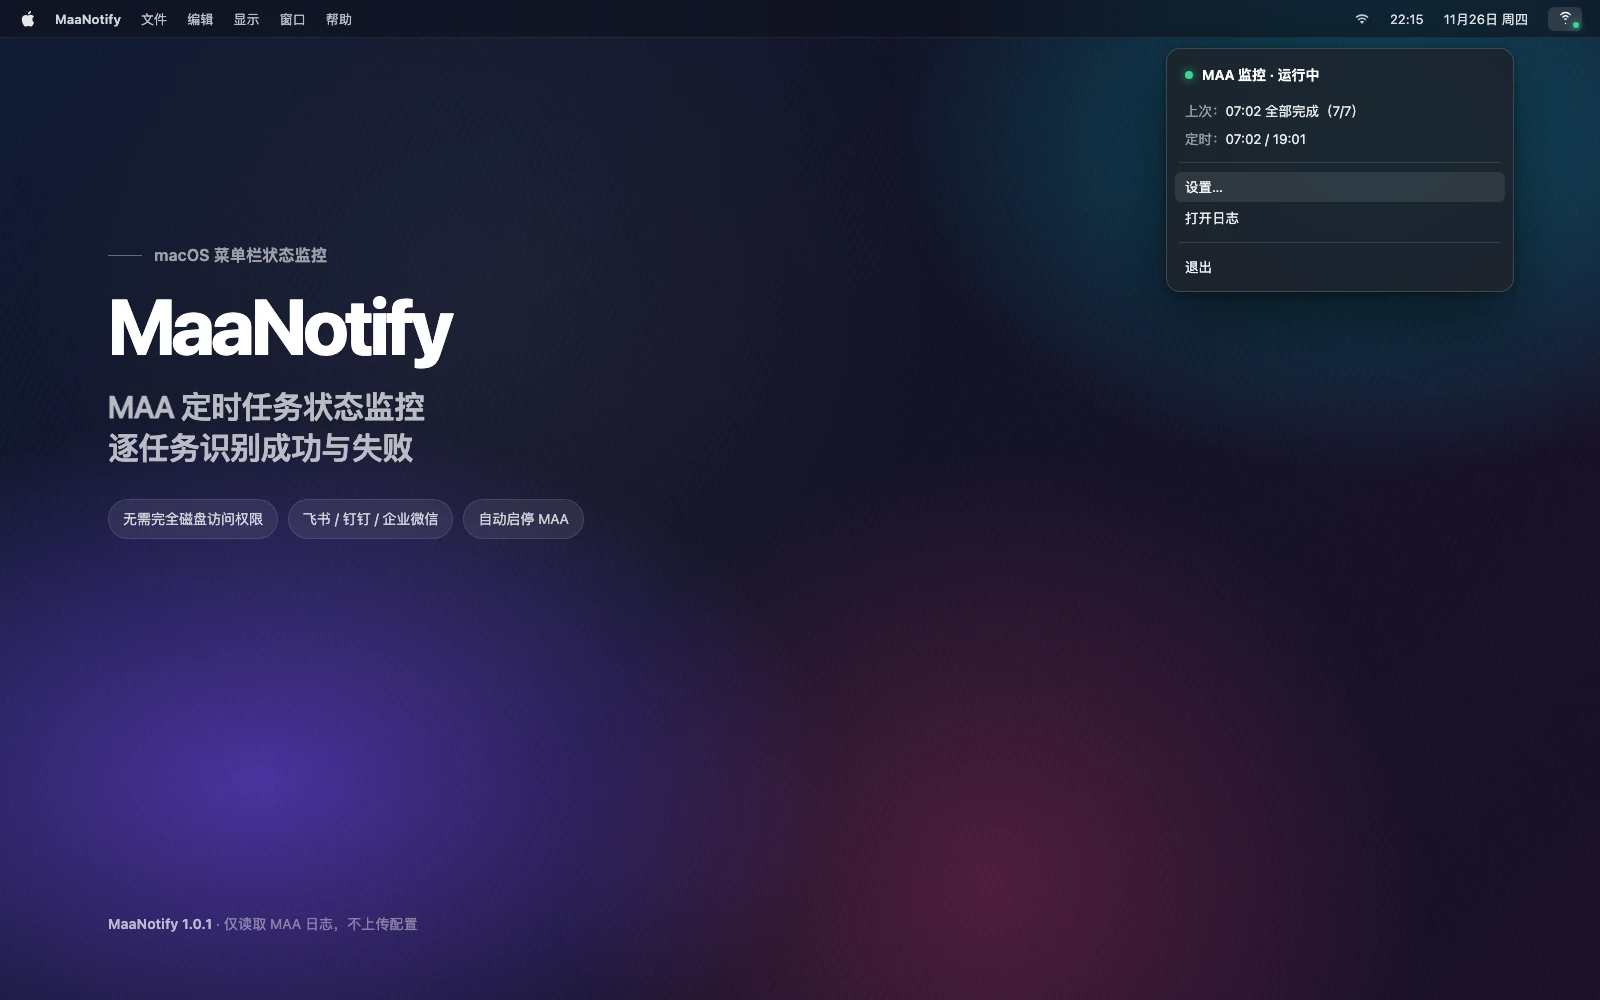 MaaNotify 文件 编辑 显示 窗口 帮助 22:15 11月26日 周四
MAA 监控 · 运行中
上次: 07:02 全部完成（7/7）
定时: 07:02 / 19:01
设置...
打开日志
退出
macOS 菜单栏状态监控
MaaNotify
MAA 定时任务状态监控
逐任务识别成功与失败
无需完全磁盘访问权限 飞书 / 钉钉 / 企业微信 自动启停 MAA
MaaNotify 1.0.1 · 仅读取 MAA 日志，不上传配置